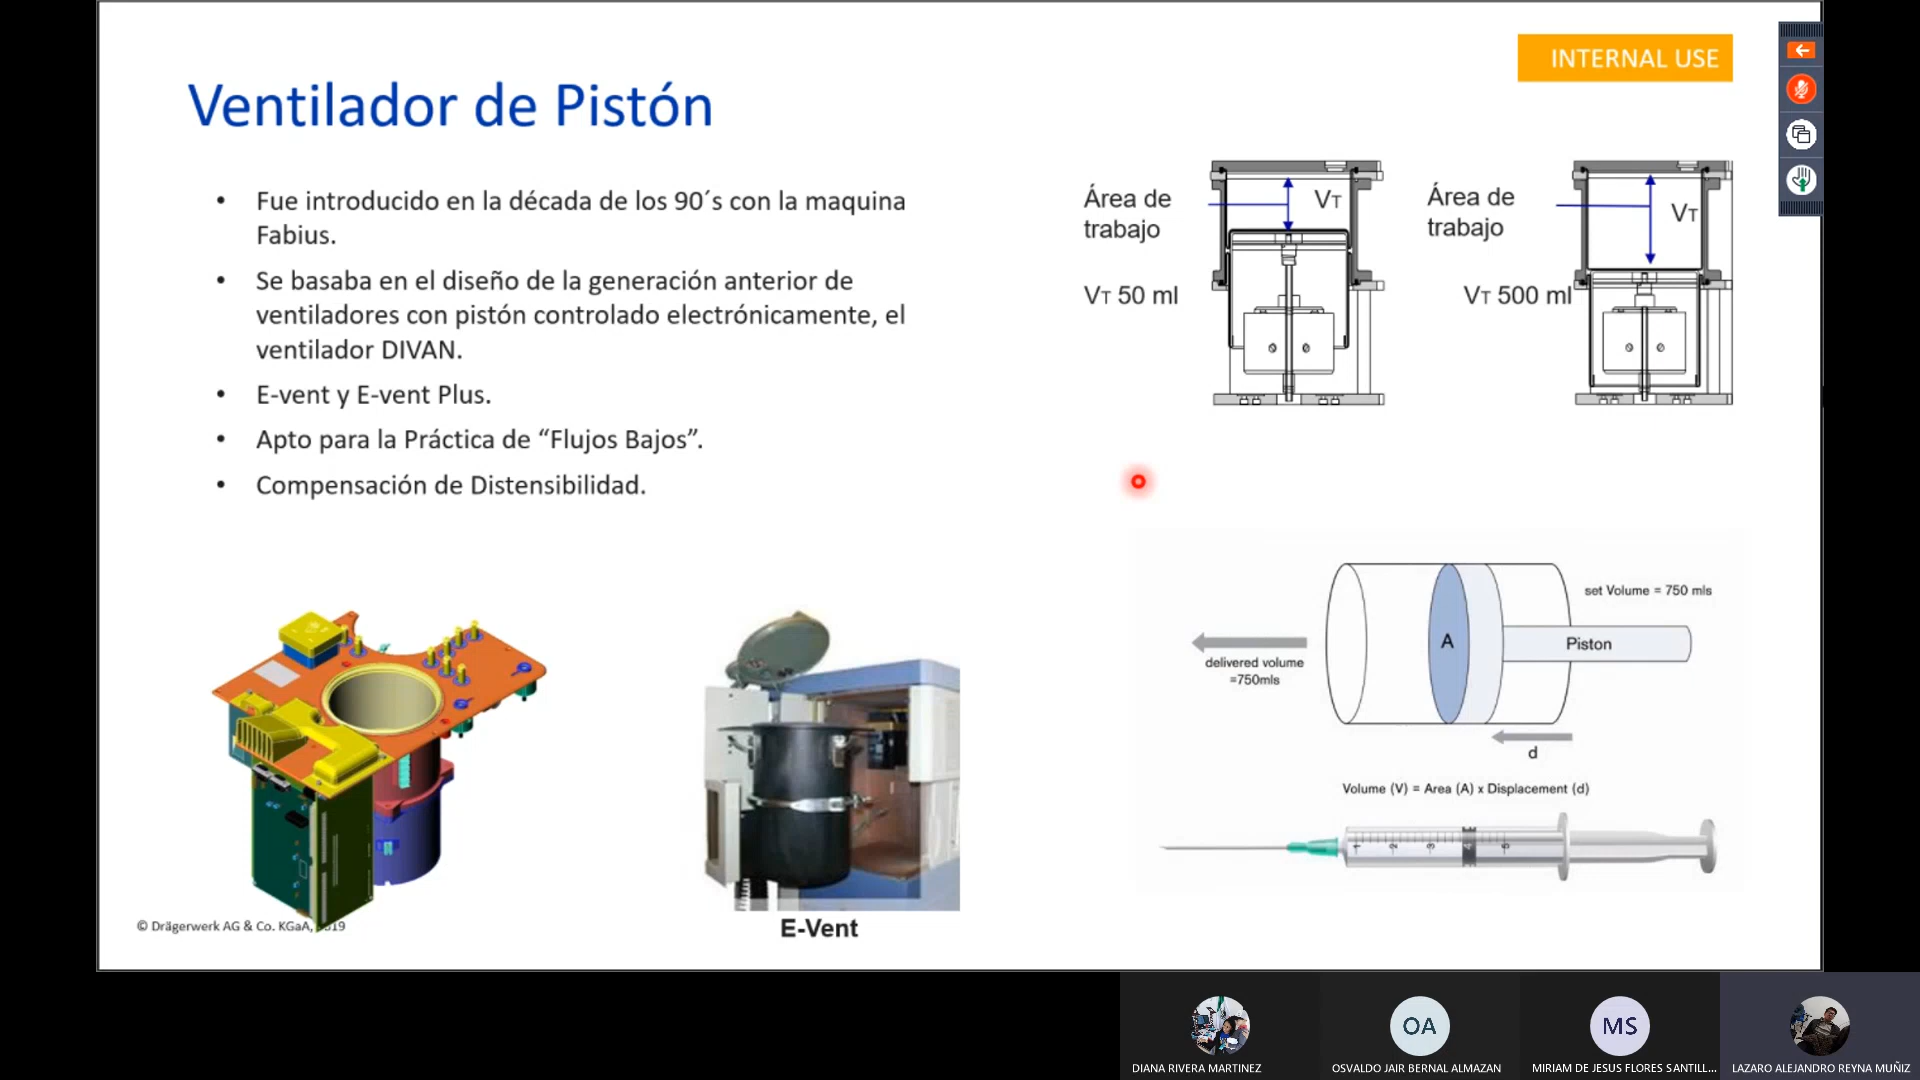 INTERNAL USE
Ventilador de Pistón
• Fue introducido en la década de los 90´s con la maquina
Fabius.
• Se basaba en el diseño de la generación anterior de
ventiladores con pistón controlado electrónicamente, el
ventilador DIVAN.
• E-vent y E-vent Plus.
• Apto para la Práctica de “Flujos Bajos”.
• Compensación de Distensibilidad.
Área de
trabajo
VT
VT 50 ml
Área de
trabajo
VT
VT 500 ml
set Volume = 750 mls
A
Piston
delivered volume
=750mls
d
Volume (V) = Area (A) x Displacement (d)
1 2 3 4 5
E-Vent
© Drägerwerk AG & Co. KGaA,
OA
MS
DIANA RIVERA MARTINEZ
OSVALDO JAIR BERNAL ALMAZAN
MIRIAM DE JESUS FLORES SANTILL...
LAZARO ALEJANDRO REYNA MUÑIZ